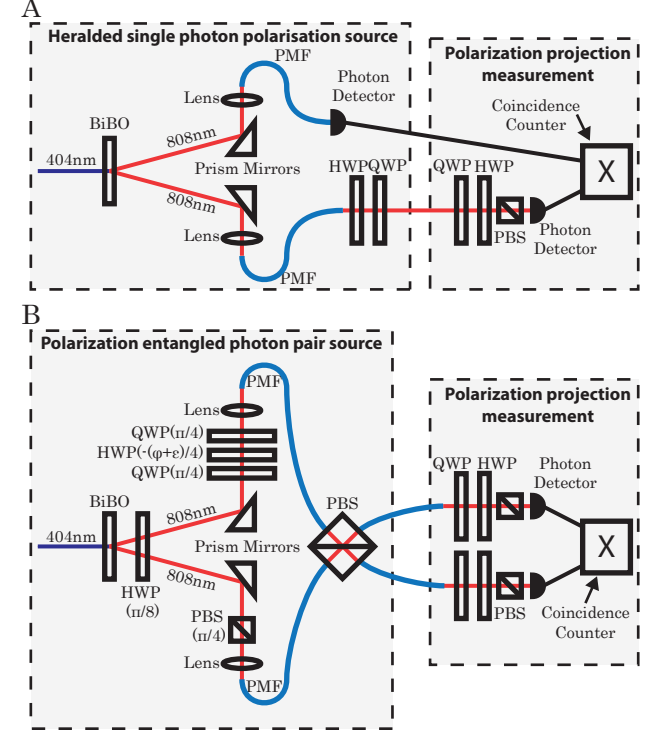 A
Heralded single photon polarisation source
PMF
Polarization projection
measurement
Photon
Detector
Lens
Coincidence
Counter
BiBO
808nm
404nm
Prism Mirrors
X
HWP QWP
QWP HWP
808nm
Lens
PBS
Photon
Detector
PMF
B
Polarization entangled photon pair source
PMF
Polarization projection
measurement
Lens
QWP(π/4)
HWP(-(φ+ε)/4)
QWP(π/4)
QWP HWP
Photon
Detector
BiBO
808nm
PBS
404nm
Prism Mirrors
X
808nm
HWP
(π/8)
PBS
(π/4)
PBS
Coincidence
Counter
Lens
PMF